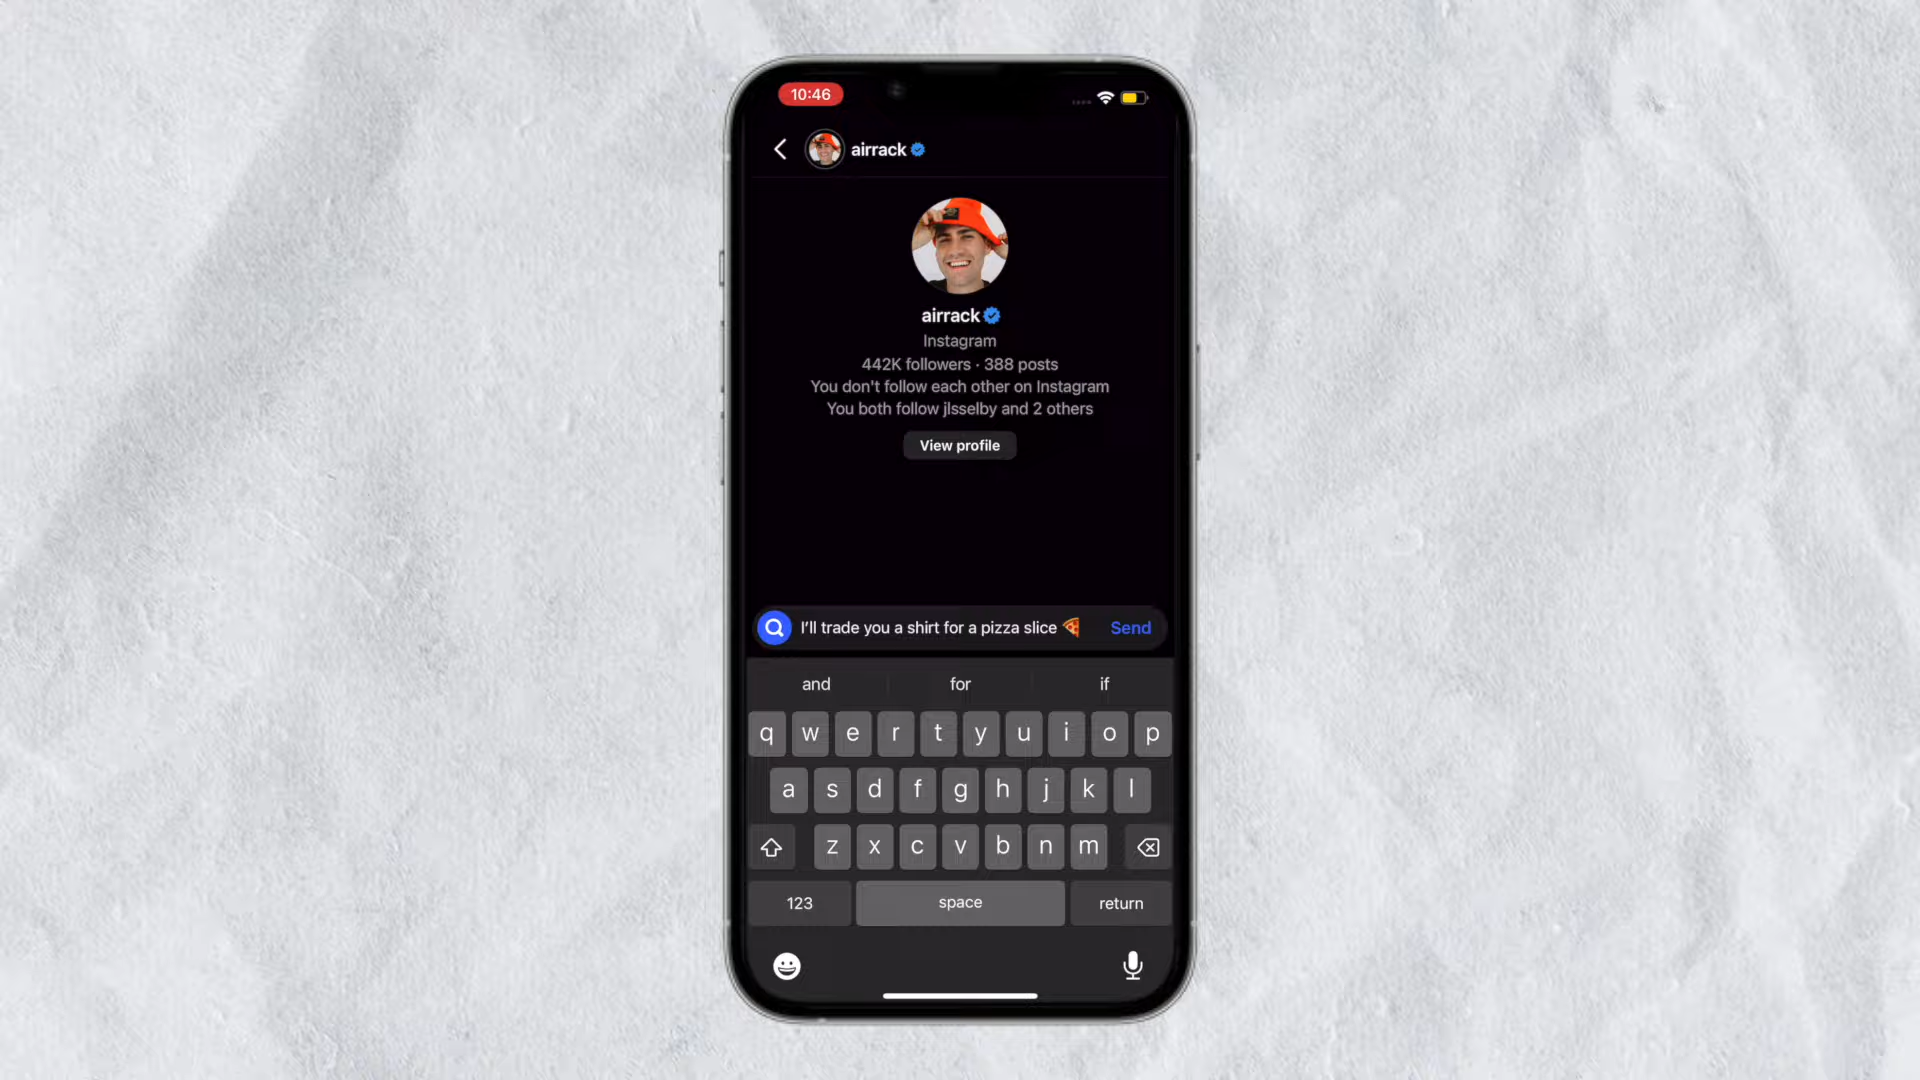 10:46
airrack
airrack
Instagram
442K followers · 388 posts
You don't follow each other on Instagram
You both follow jlsselby and 2 others
View profile
I'll trade you a shirt for a pizza slice 🍕 Send
and for if
q w e r t y u i o p
a s d f g h j k l
z x c v b n m
123 space return